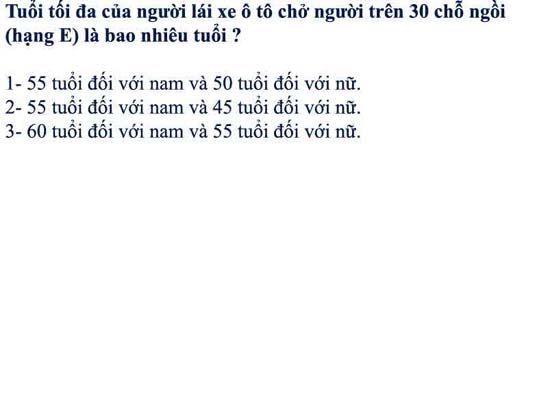 Tuổi tối đa của người lái xe ô tô chở người trên 30 chỗ ngồi
(hạng E) là bao nhiêu tuổi ?
1- 55 tuổi đối với nam và 50 tuổi đối với nữ.
2- 55 tuổi đối với nam và 45 tuổi đối với nữ.
3- 60 tuổi đối với nam và 55 tuổi đối với nữ.